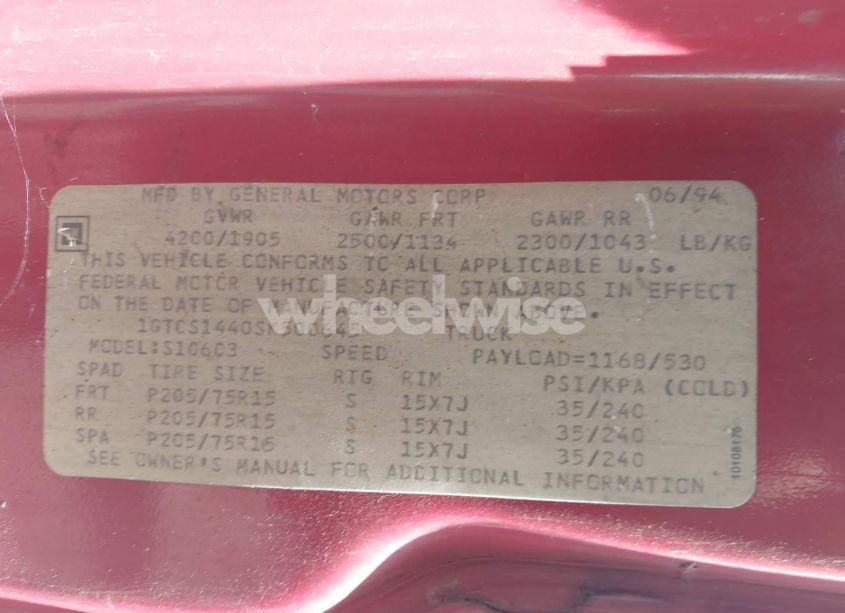 MFD BY GENERAL MOTORS CORP 06/94
GVWR GAWR FRT GAWR RR
4200/1905 2500/1134 2300/1043 LB/KG
THIS VEHICLE CONFORMS TO ALL APPLICABLE U.S.
FEDERAL MOTOR VEHICLE SAFETY STANDARDS IN EFFECT
ON THE DATE OF MANUFACTURE SHOWN ABOVE.
wheelwise
TRUCK
MODEL:S10603 SPEED PAYLOAD=1168/530
SPAD TIRE SIZE RTG RIM PSI/KPA (COLD)
FRT P205/75R15 S 15X7J 35/240
RR P205/75R15 S 15X7J 35/240
SPA P205/75R15 S 15X7J 35/240
SEE OWNER'S MANUAL FOR ADDITIONAL INFORMATION
10108176